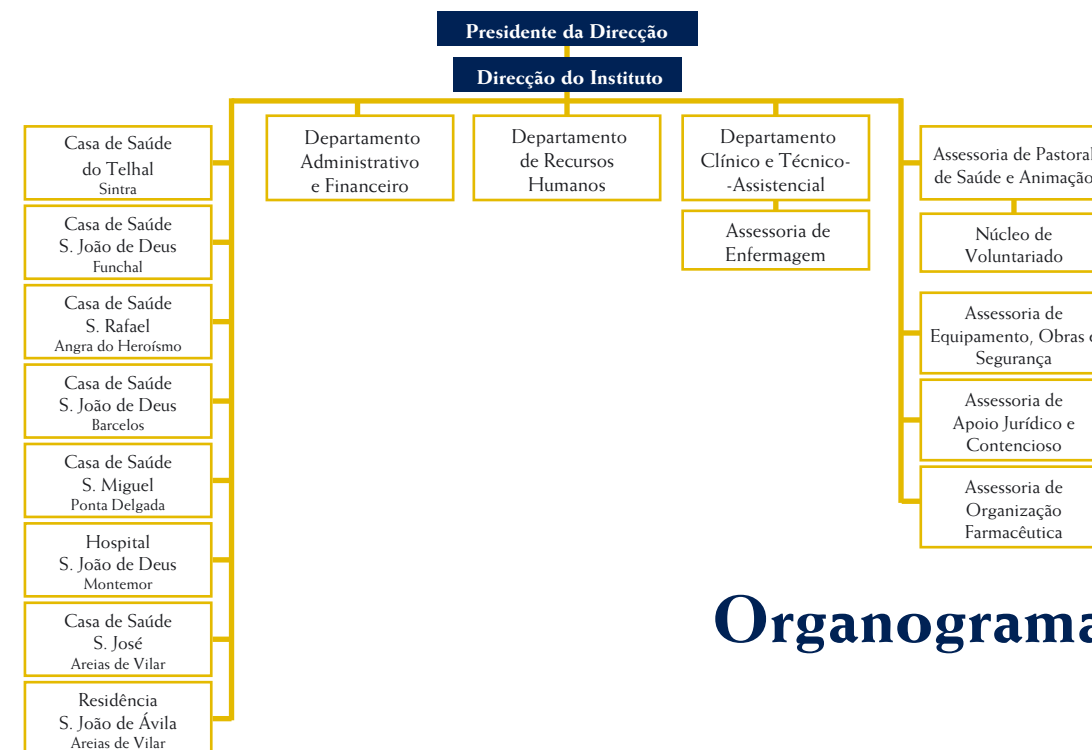 Presidente da Direcção
Direcção do Instituto
Casa de Saúde
do Telhal
Sintra
Casa de Saúde
S. João de Deus
Funchal
Casa de Saúde
S. Rafael
Angra do Heroísmo
Casa de Saúde
S. João de Deus
Barcelos
Casa de Saúde
S. Miguel
Ponta Delgada
Hospital
S. João de Deus
Montemor
Casa de Saúde
S. José
Areias de Vilar
Residência
S. João de Ávila
Areias de Vilar
Departamento
Administrativo
e Financeiro
Departamento
de Recursos
Humanos
Departamento
Clínico e Técnico-
-Assistencial
Assessoria de
Enfermagem
Assessoria de Pastoral
de Saúde e Animação
Núcleo de
Voluntariado
Assessoria de
Equipamento, Obras e
Segurança
Assessoria de
Apoio Jurídico e
Contencioso
Assessoria de
Organização
Farmacêutica
Organograma